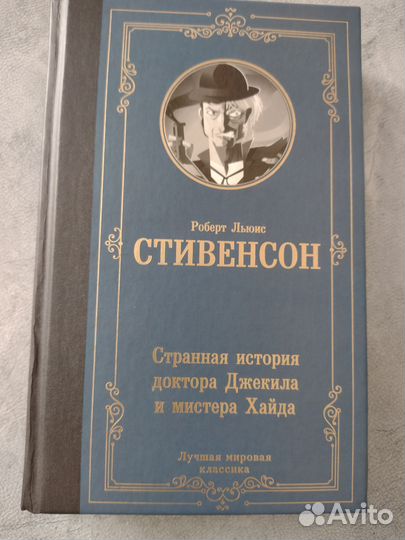 Роберт Льюис
СТИВЕНСОН
Странная история
доктора Джекила
и мистера Хайда
Лучшая мировая
классика
Avito